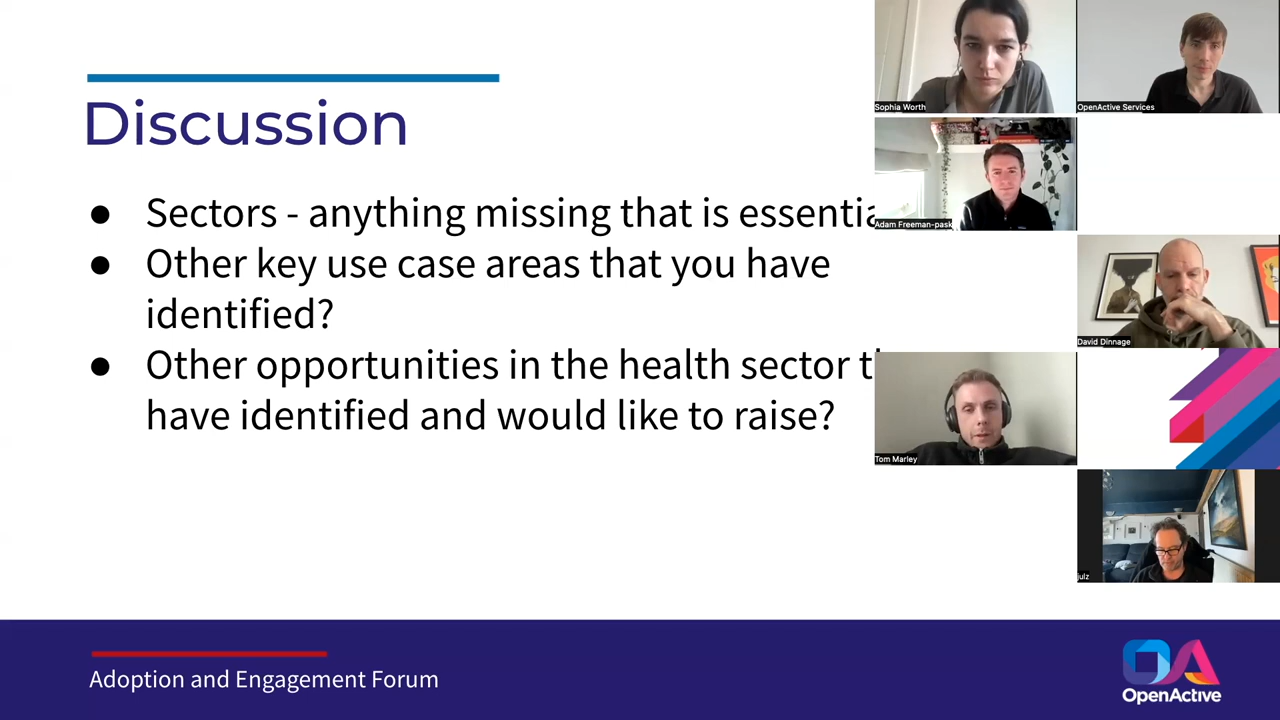 Discussion
● Sectors - anything missing that is essentia
● Other key use case areas that you have
identified?
● Other opportunities in the health sector t
have identified and would like to raise?
Adoption and Engagement Forum
OpenActive
Sophia Worth
OpenActive Services
Adam Freeman-pask
David Dinnage
Tom Marley
julz